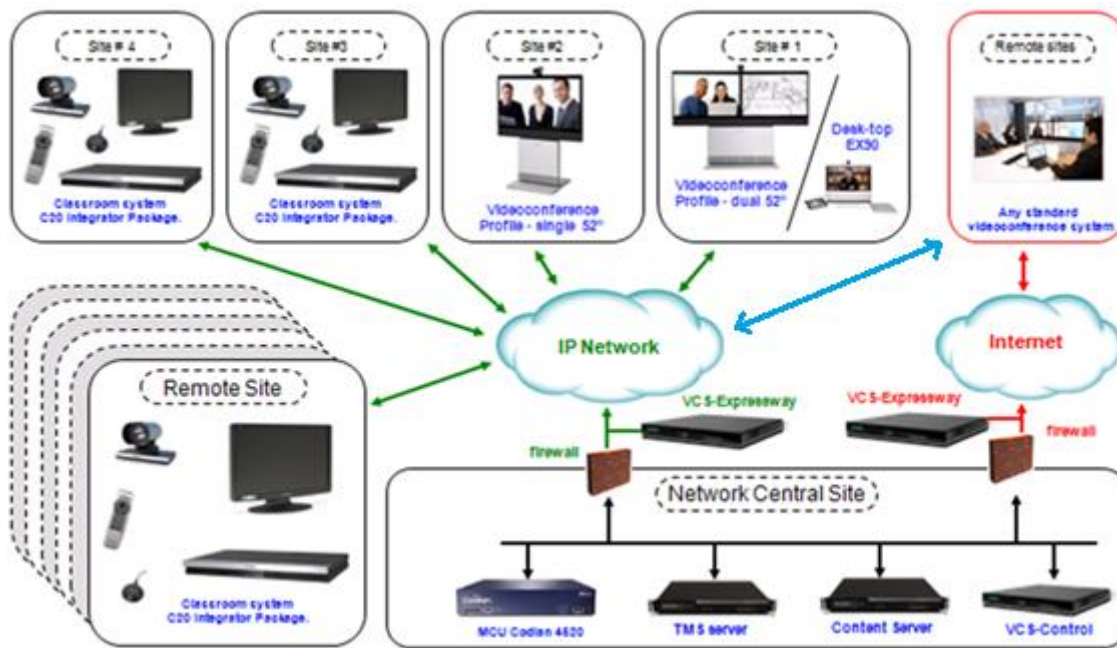 Site # 4
Classroom system
C20 Integrator Package.
Site #3
Classroom system
C20 Integrator Package.
Site #2
Videoconference
Profile - single 52"
Site # 1
Videoconference
Profile - dual 52"
Desk-top
EX90
Remote sites
Any standard
videoconference system
IP Network
Internet
Remote Site
Classroom system
C20 Integrator Package.
VCS-Expressway
firewall
VCS-Expressway
firewall
Network Central Site
MCU Codian 4520
TMS server
Content Server
VCS-Control